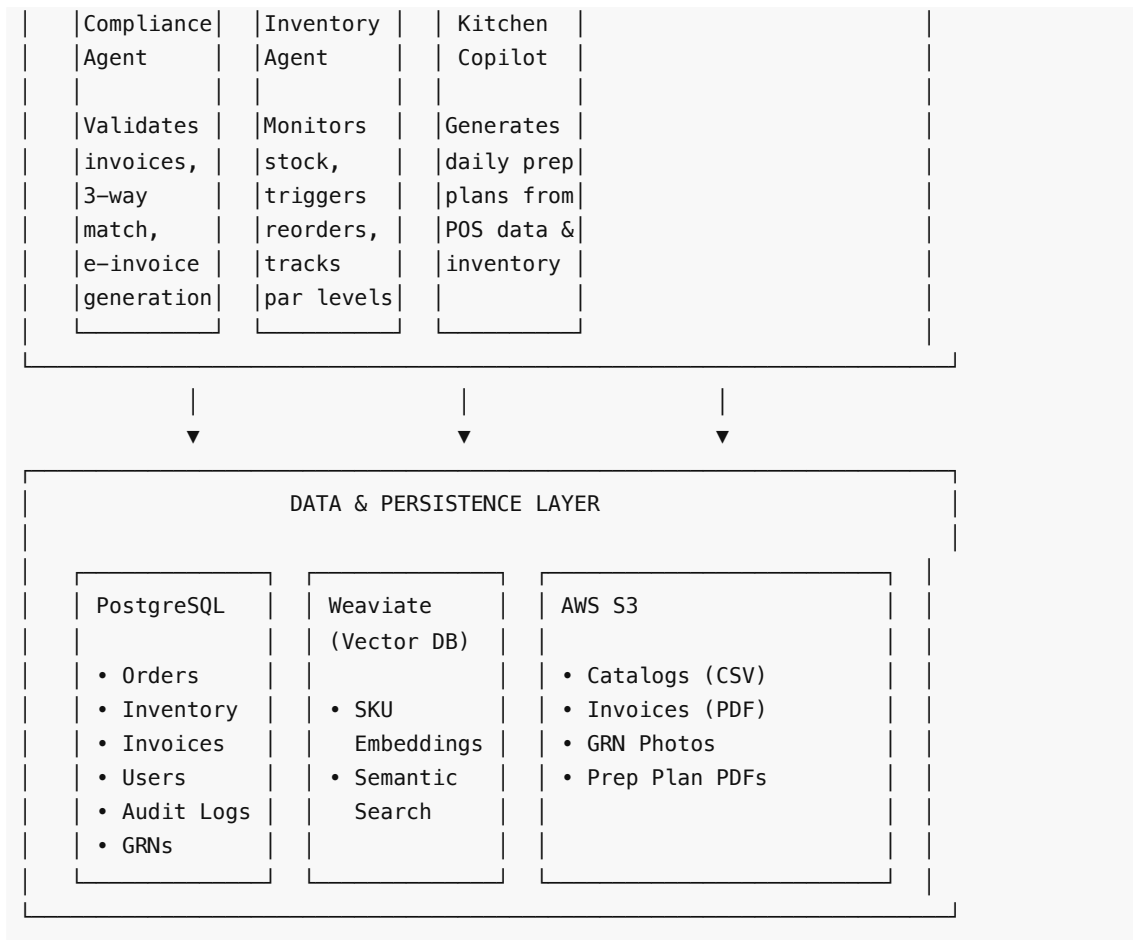 Compliance Inventory Kitchen
Agent Agent Copilot
Validates Monitors Generates
invoices, stock, daily prep
3-way triggers plans from
match, reorders, POS data &
e-invoice tracks inventory
generation par levels
DATA & PERSISTENCE LAYER
PostgreSQL Weaviate AWS S3
(Vector DB)
• Orders • Catalogs (CSV)
• Inventory • SKU • Invoices (PDF)
• Invoices Embeddings • GRN Photos
• Users • Semantic • Prep Plan PDFs
• Audit Logs Search
• GRNs